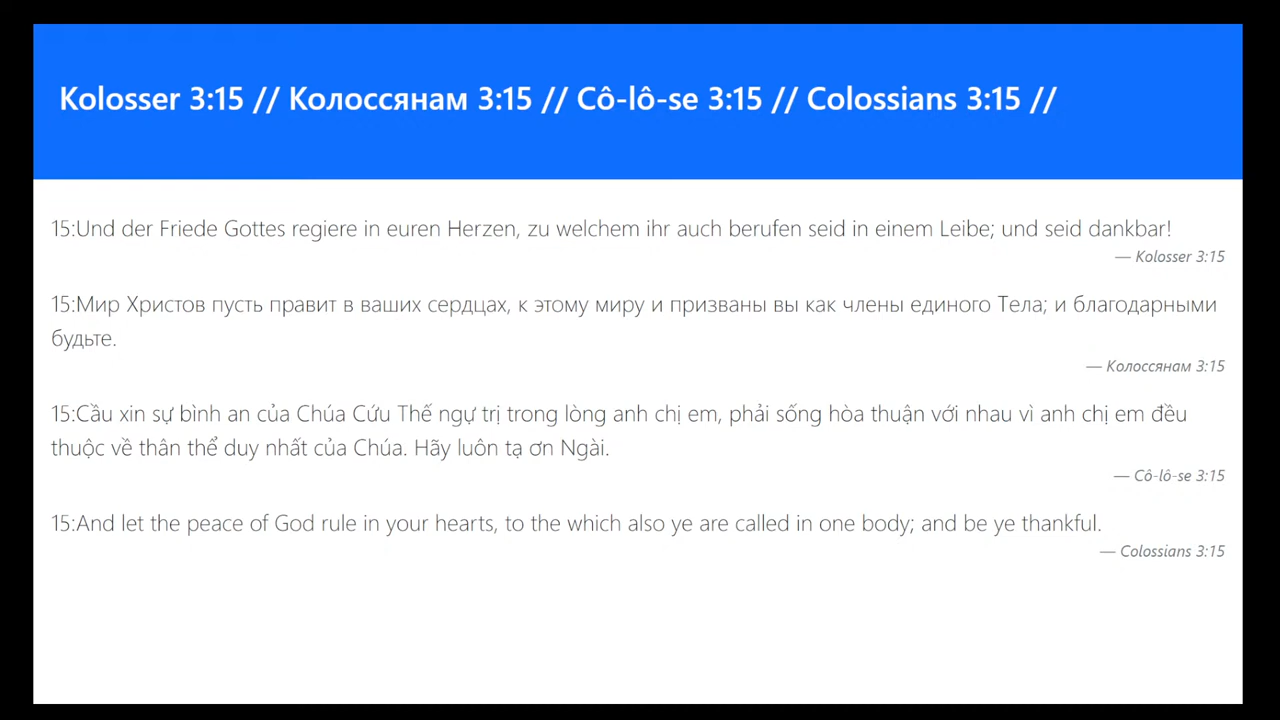 Kolosser 3:15 // Колоссянам 3:15 // Cô-lô-se 3:15 // Colossians 3:15 //
15:Und der Friede Gottes regiere in euren Herzen, zu welchem ihr auch berufen seid in einem Leibe; und seid dankbar!
— Kolosser 3:15
15:Мир Христов пусть правит в ваших сердцах, к этому миру и призваны вы как члены единого Тела; и благодарными
будьте.
— Колоссянам 3:15
15:Cầu xin sự bình an của Chúa Cứu Thế ngự trị trong lòng anh chị em, phải sống hòa thuận với nhau vì anh chị em đều
thuộc về thân thể duy nhất của Chúa. Hãy luôn tạ ơn Ngài.
— Cô-lô-se 3:15
15:And let the peace of God rule in your hearts, to the which also ye are called in one body; and be ye thankful.
— Colossians 3:15